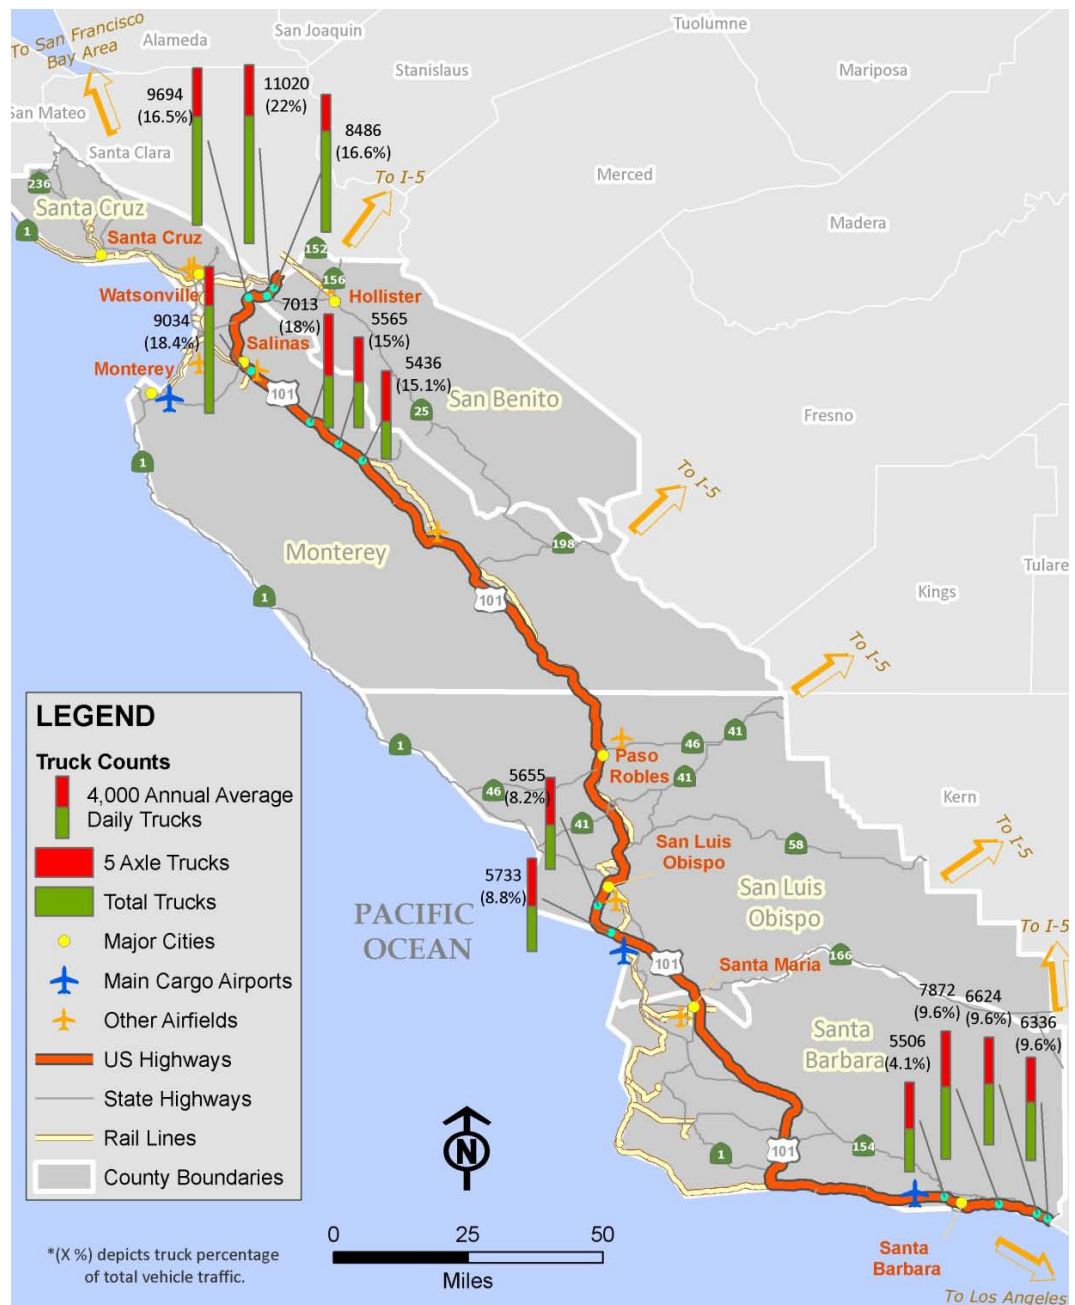 To San Francisco
Bay Area
Alameda
San Joaquin
Tuolumne
Stanislaus
Mariposa
San Mateo
Santa Clara
9694
(16.5%)
11020
(22%)
8486
(16.6%)
To I-5
Merced
Madera
236
Santa Cruz
1
Santa Cruz
152
156
Watsonville
Hollister
9034
(18.4%)
7013
(18%)
5565
(15%)
5436
(15.1%)
Salinas
Monterey
101
25
San Benito
Fresno
1
To I-5
Monterey
198
Tulare
Kings
1
101
To I-5
LEGEND
Truck Counts
4,000 Annual Average
Daily Trucks
5 Axle Trucks
Total Trucks
Major Cities
Main Cargo Airports
Other Airfields
US Highways
State Highways
Rail Lines
County Boundaries
*(X %) depicts truck percentage
of total vehicle traffic.
1
46
41
Paso
Robles
41
5655
(8.2%)
46
41
Kern
58
To I-5
San Luis
Obispo
5733
(8.8%)
San Luis
Obispo
PACIFIC
OCEAN
To I-5
101
Santa Maria
166
7872
(9.6%)
6624
(9.6%)
6336
(9.6%)
5506
(4.1%)
Santa
Barbara
N
1
101
154
0
25
50
Miles
Santa
Barbara
To Los Angeles